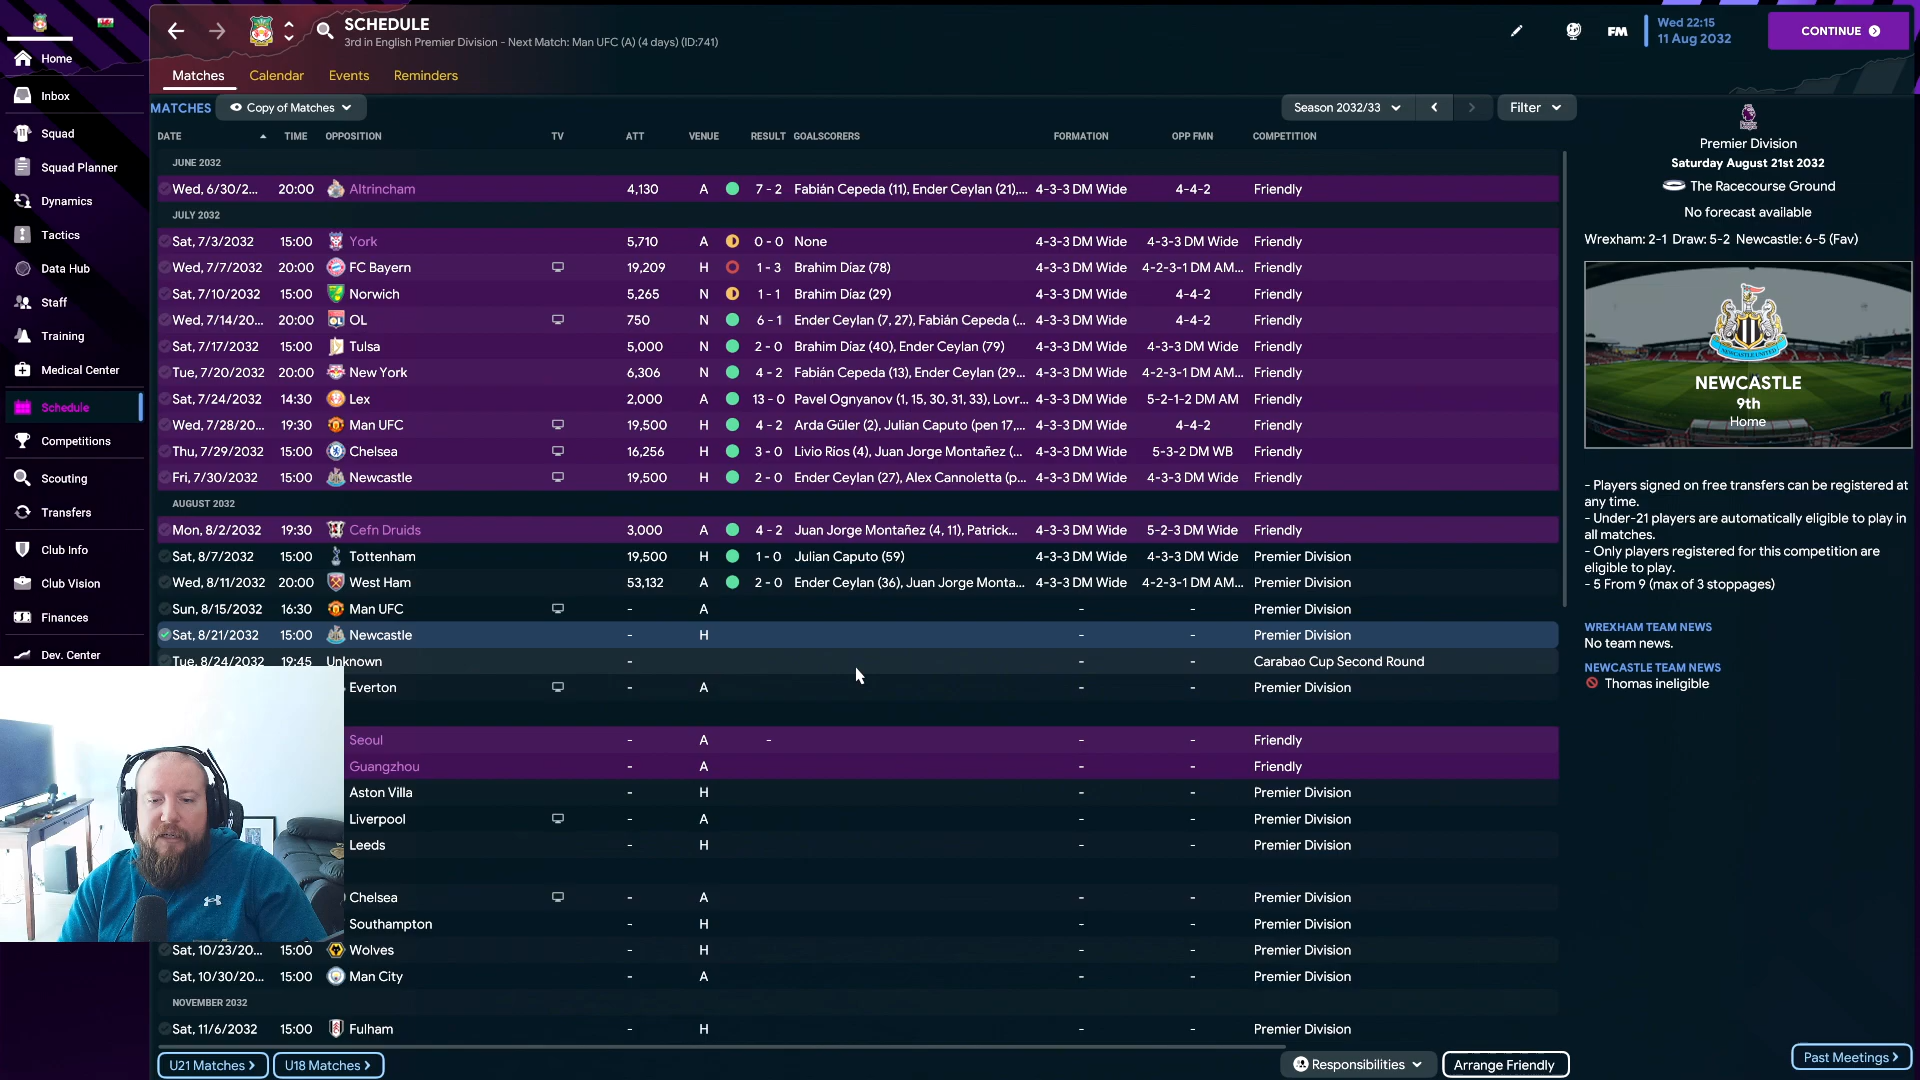 SCHEDULE
3rd in English Premier Division - Next Match: Man UFC (A) (4 days) (ID:741)
FM
Wed 22:15
11 Aug 2032
CONTINUE
Home
Inbox
Squad
Squad Planner
Dynamics
Tactics
Data Hub
Staff
Training
Medical Center
Schedule
Competitions
Scouting
Transfers
Club Info
Club Vision
Finances
Dev. Center
Matches Calendar Events Reminders
MATCHES Copy of Matches Season 2032/33 Filter
DATE TIME OPPOSITION TV ATT VENUE RESULT GOALSCORERS FORMATION OPP FMN COMPETITION
JUNE 2032
Wed, 6/30/2... 20:00 Altrincham 4,130 A 7 - 2 Fabián Cepeda (11), Ender Ceylan (21),... 4-3-3 DM Wide 4-4-2 Friendly
JULY 2032
Sat, 7/3/2032 15:00 York 5,710 A 0 - 0 None 4-3-3 DM Wide 4-3-3 DM Wide Friendly
Wed, 7/7/2032 20:00 FC Bayern 19,209 H 1 - 3 Brahim Díaz (78) 4-3-3 DM Wide 4-2-3-1 DM AM... Friendly
Sat, 7/10/2032 15:00 Norwich 5,265 N 1 - 1 Brahim Díaz (29) 4-3-3 DM Wide 4-4-2 Friendly
Wed, 7/14/20... 20:00 OL 750 N 6 - 1 Ender Ceylan (7, 27), Fabián Cepeda (... 4-3-3 DM Wide 4-4-2 Friendly
Sat, 7/17/2032 15:00 Tulsa 5,000 N 2 - 0 Brahim Díaz (40), Ender Ceylan (79) 4-3-3 DM Wide 4-3-3 DM Wide Friendly
Tue, 7/20/2032 20:00 New York 6,306 N 4 - 2 Fabián Cepeda (13), Ender Ceylan (29... 4-3-3 DM Wide 4-2-3-1 DM AM... Friendly
Sat, 7/24/2032 14:30 Lex 2,000 A 13 - 0 Pavel Ognyanov (1, 15, 30, 31, 33), Lovr... 4-3-3 DM Wide 5-2-1-2 DM AM Friendly
Wed, 7/28/20... 19:30 Man UFC 19,500 H 4 - 2 Arda Güler (2), Julian Caputo (pen 17,... 4-3-3 DM Wide 4-4-2 Friendly
Thu, 7/29/2032 15:00 Chelsea 16,256 H 3 - 0 Livio Ríos (4), Juan Jorge Montañez (... 4-3-3 DM Wide 5-3-2 DM WB Friendly
Fri, 7/30/2032 15:00 Newcastle 19,500 H 2 - 0 Ender Ceylan (27), Alex Cannoletta (p... 4-3-3 DM Wide 4-3-3 DM Wide Friendly
AUGUST 2032
Mon, 8/2/2032 19:30 Cefn Druids 3,000 A 4 - 2 Juan Jorge Montañez (4, 11), Patrick... 4-3-3 DM Wide 5-2-3 DM Wide Friendly
Sat, 8/7/2032 15:00 Tottenham 19,500 H 1 - 0 Julian Caputo (59) 4-3-3 DM Wide 4-3-3 DM Wide Premier Division
Wed, 8/11/2032 20:00 West Ham 53,132 A 2 - 0 Ender Ceylan (36), Juan Jorge Monta... 4-3-3 DM Wide 4-2-3-1 DM AM... Premier Division
Sun, 8/15/2032 16:30 Man UFC - A - - Premier Division
Sat, 8/21/2032 15:00 Newcastle - H - - Premier Division
Tue, 8/24/2032 19:45 Unknown - - - Carabao Cup Second Round
Everton - A - - Premier Division
Seoul - A - - - Friendly
Guangzhou - A - - Friendly
Aston Villa - H - - Premier Division
Liverpool - A - - Premier Division
Leeds - H - - Premier Division
Chelsea - A - - Premier Division
Southampton - H - - Premier Division
Sat, 10/23/20... 15:00 Wolves - H - - Premier Division
Sat, 10/30/20... 15:00 Man City - A - - Premier Division
NOVEMBER 2032
Sat, 11/6/2032 15:00 Fulham - H - - Premier Division
U21 Matches > U18 Matches > Responsibilities Arrange Friendly
Premier Division
Saturday August 21st 2032
The Racecourse Ground
No forecast available
Wrexham: 2-1 Draw: 5-2 Newcastle: 6-5 (Fav)
NEWCASTLE UNITED
NEWCASTLE
9th
Home
- Players signed on free transfers can be registered at
any time.
- Under-21 players are automatically eligible to play in
all matches.
- Only players registered for this competition are
eligible to play.
- 5 From 9 (max of 3 stoppages)
WREXHAM TEAM NEWS
No team news.
NEWCASTLE TEAM NEWS
Thomas ineligible
Past Meetings >